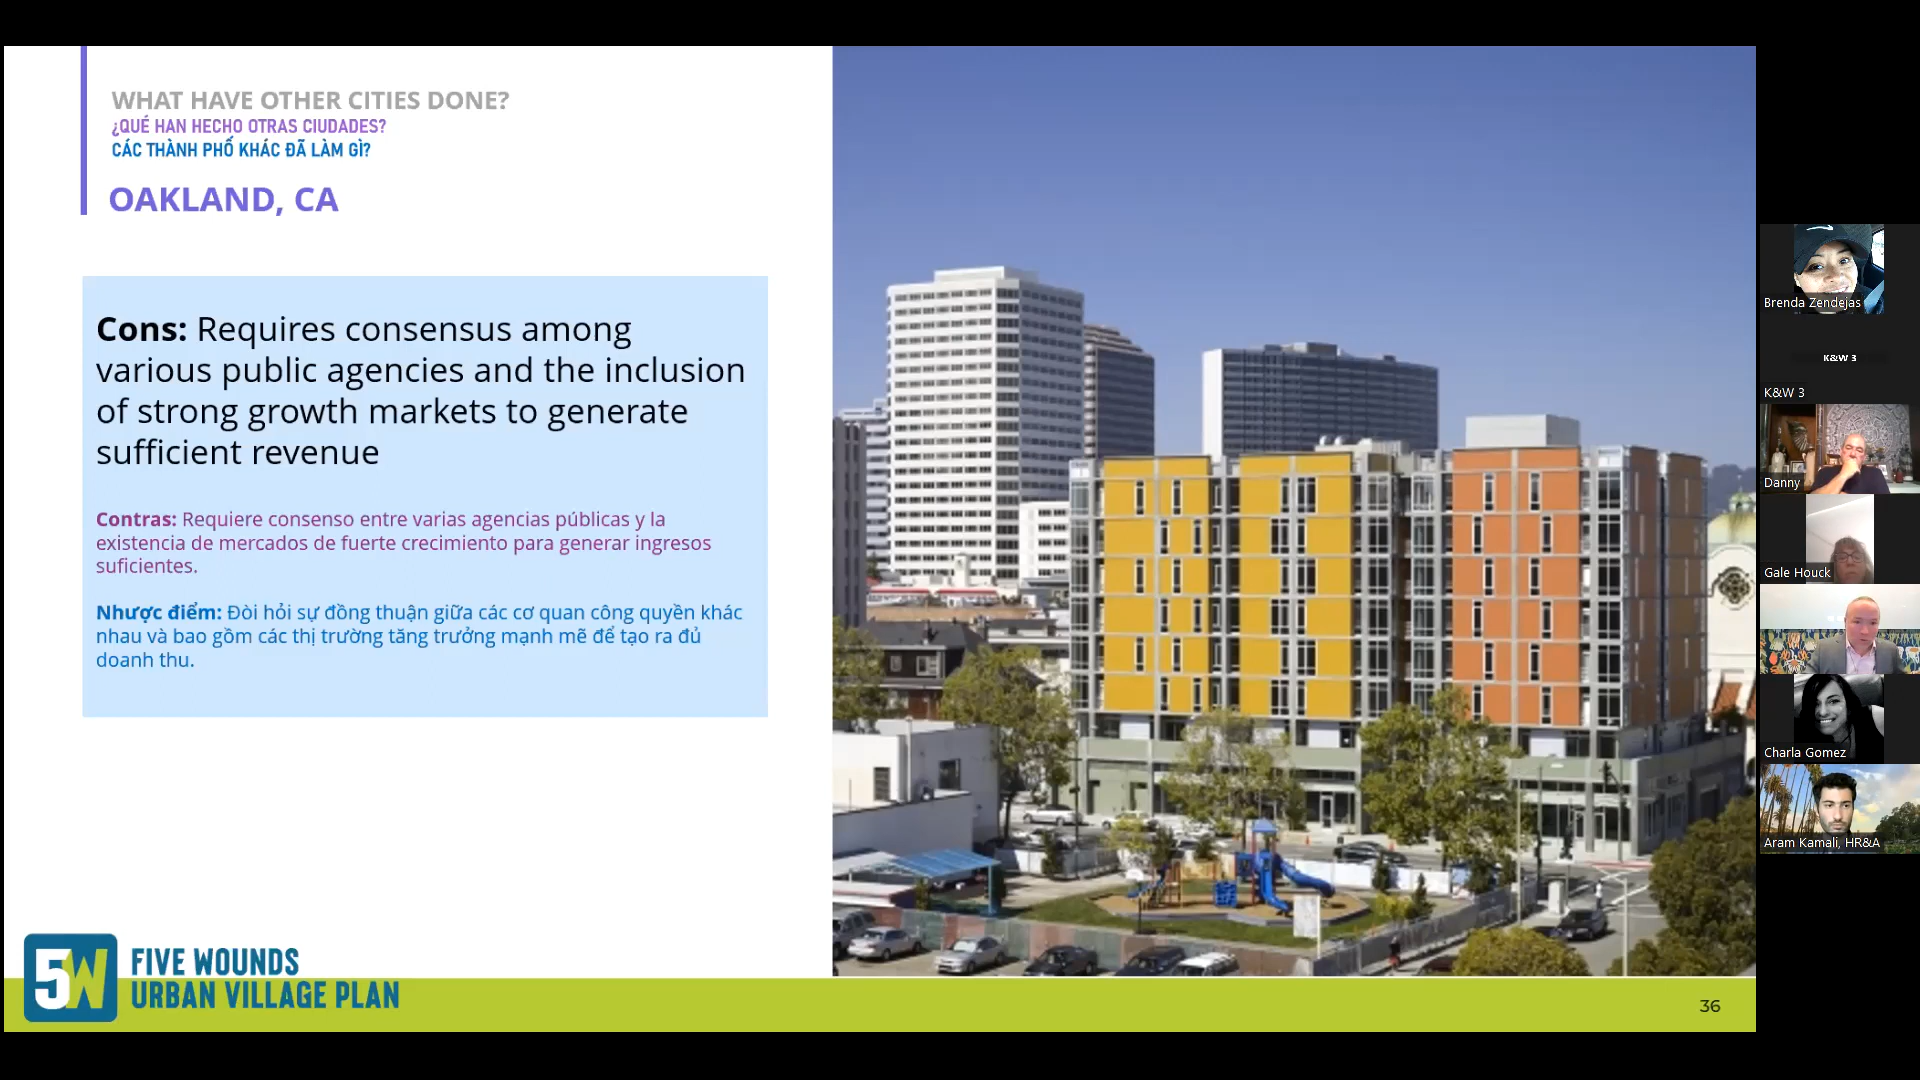 WHAT HAVE OTHER CITIES DONE?
¿QUÉ HAN HECHO OTRAS CIUDADES?
CÁC THÀNH PHỐ KHÁC ĐÃ LÀM GÌ?
OAKLAND, CA
Cons: Requires consensus among
various public agencies and the inclusion
of strong growth markets to generate
sufficient revenue
Contras: Requiere consenso entre varias agencias públicas y la
existencia de mercados de fuerte crecimiento para generar ingresos
suficientes.
Nhược điểm: Đòi hỏi sự đồng thuận giữa các cơ quan công quyền khác
nhau và bao gồm các thị trường tăng trưởng mạnh mẽ để tạo ra đủ
doanh thu.
5W
FIVE WOUNDS
URBAN VILLAGE PLAN
36
Brenda Zendejas
K&W 3
K&W 3
Danny
Gale Houck
Charla Gomez
Aram Kamali, HR&A